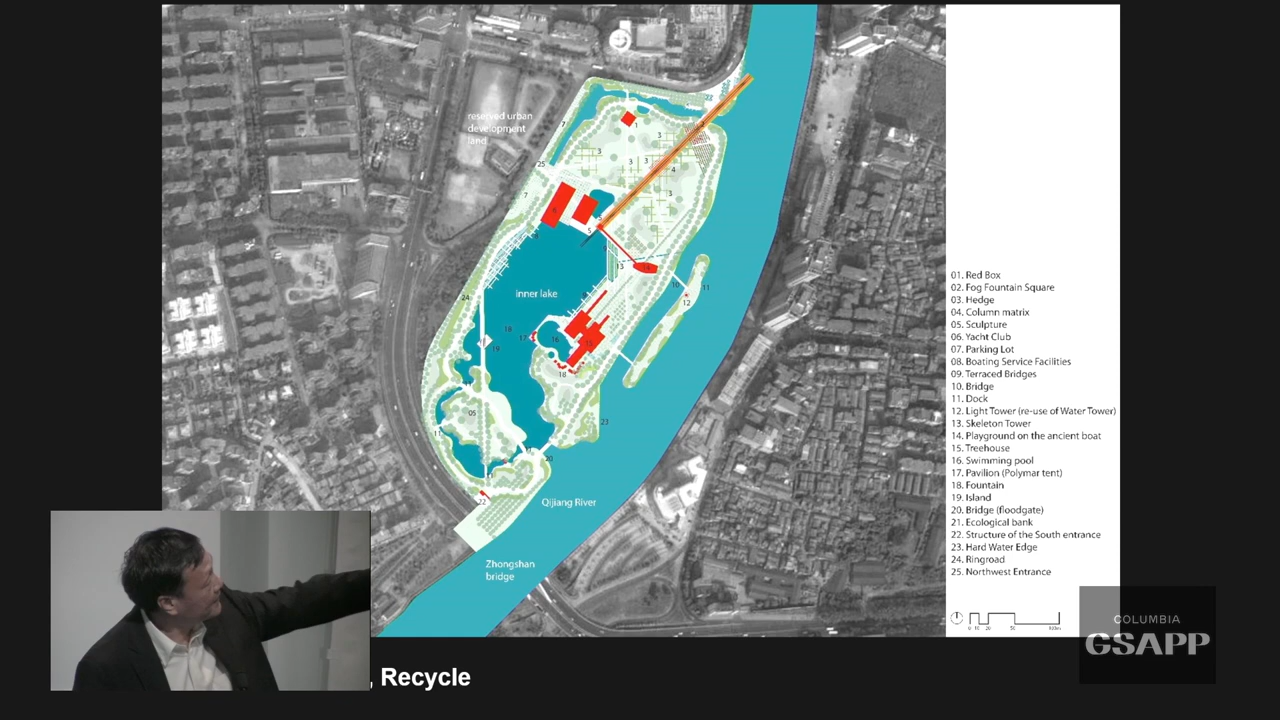 reserved urban
development
land
inner lake
Qijiang River
Zhongshan
bridge
01. Red Box
02. Fog Fountain Square
03. Hedge
04. Column matrix
05. Sculpture
06. Yacht Club
07. Parking Lot
08. Boating Service Facilities
09. Terraced Bridges
10. Bridge
11. Dock
12. Light Tower (re-use of Water Tower)
13. Skeleton Tower
14. Playground on the ancient boat
15. Treehouse
16. Swimming pool
17. Pavilion (Polymar tent)
18. Fountain
19. Island
20. Bridge (floodgate)
21. Ecological bank
22. Structure of the South entrance
23. Hard Water Edge
24. Ringroad
25. Northwest Entrance
, Recycle
COLUMBIA
GSAPP